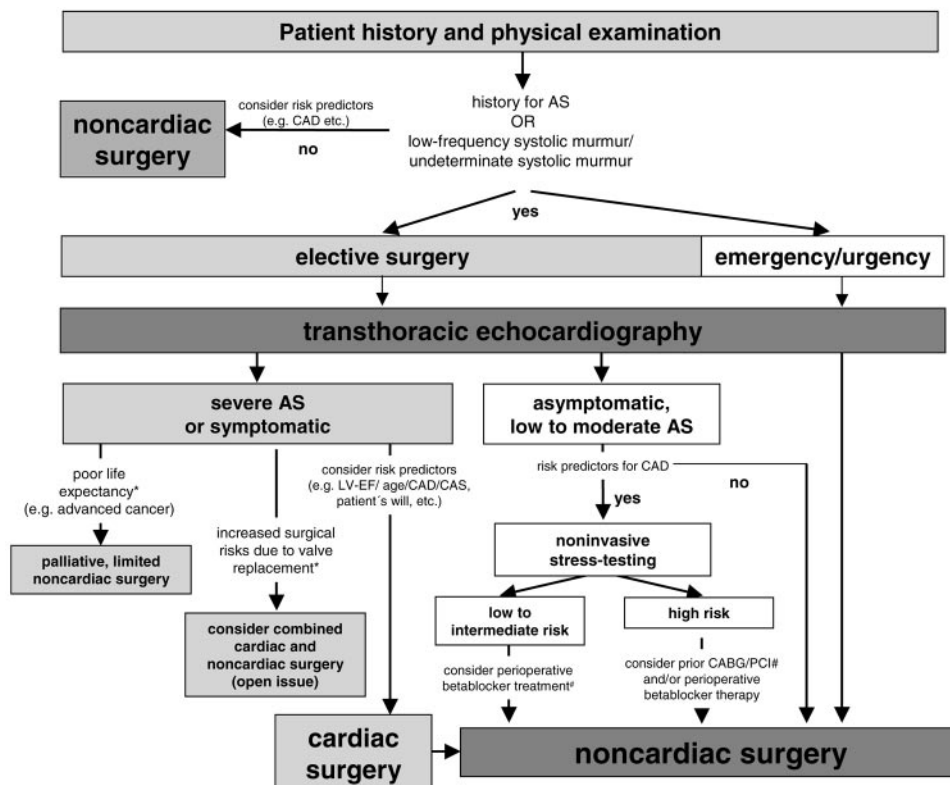 Patient history and physical examination
history for AS
OR
low-frequency systolic murmur/
undeterminate systolic murmur
consider risk predictors
(e.g. CAD etc.)
no
noncardiac
surgery
yes
elective surgery
emergency/urgency
transthoracic echocardiography
severe AS
or symptomatic
asymptomatic,
low to moderate AS
poor life
expectancy*
(e.g. advanced cancer)
palliative, limited
noncardiac surgery
increased surgical
risks due to valve
replacement*
consider combined
cardiac and
noncardiac surgery
(open issue)
consider risk predictors
(e.g. LV-EF/ age/CAD/CAS,
patient´s will, etc.)
risk predictors for CAD
no
yes
noninvasive
stress-testing
low to
intermediate risk
high risk
consider perioperative
betablocker treatment#
consider prior CABG/PCI#
and/or perioperative
betablocker therapy
cardiac
surgery
noncardiac surgery